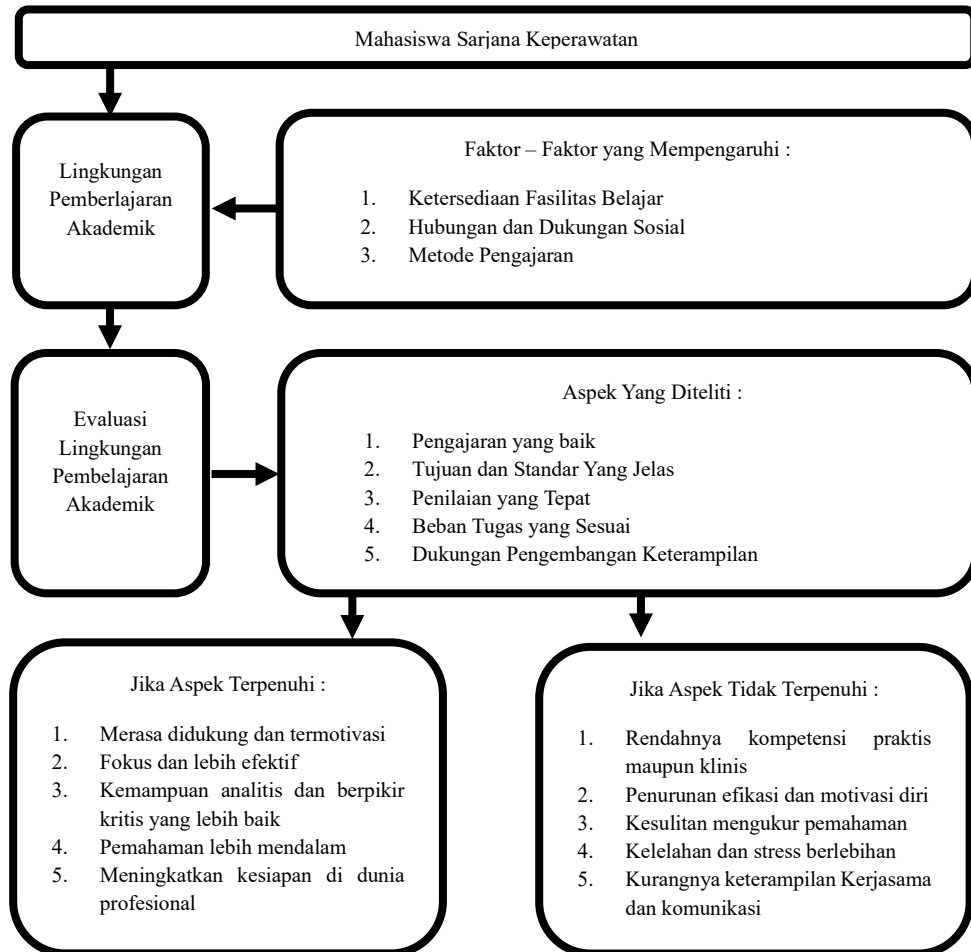 Mahasiswa Sarjana Keperawatan
Lingkungan
Pemberlajaran
Akademik
Faktor – Faktor yang Mempengaruhi :
1. Ketersediaan Fasilitas Belajar
2. Hubungan dan Dukungan Sosial
3. Metode Pengajaran
Evaluasi
Lingkungan
Pembelajaran
Akademik
Aspek Yang Diteliti :
1. Pengajaran yang baik
2. Tujuan dan Standar Yang Jelas
3. Penilaian yang Tepat
4. Beban Tugas yang Sesuai
5. Dukungan Pengembangan Keterampilan
Jika Aspek Terpenuhi :
1. Merasa didukung dan termotivasi
2. Fokus dan lebih efektif
3. Kemampuan analitis dan berpikir
kritis yang lebih baik
4. Pemahaman lebih mendalam
5. Meningkatkan kesiapan di dunia
profesional
Jika Aspek Tidak Terpenuhi :
1. Rendahnya kompetensi praktis
maupun klinis
2. Penurunan efikasi dan motivasi diri
3. Kesulitan mengukur pemahaman
4. Kelelahan dan stress berlebihan
5. Kurangnya keterampilan Kerjasama
dan komunikasi